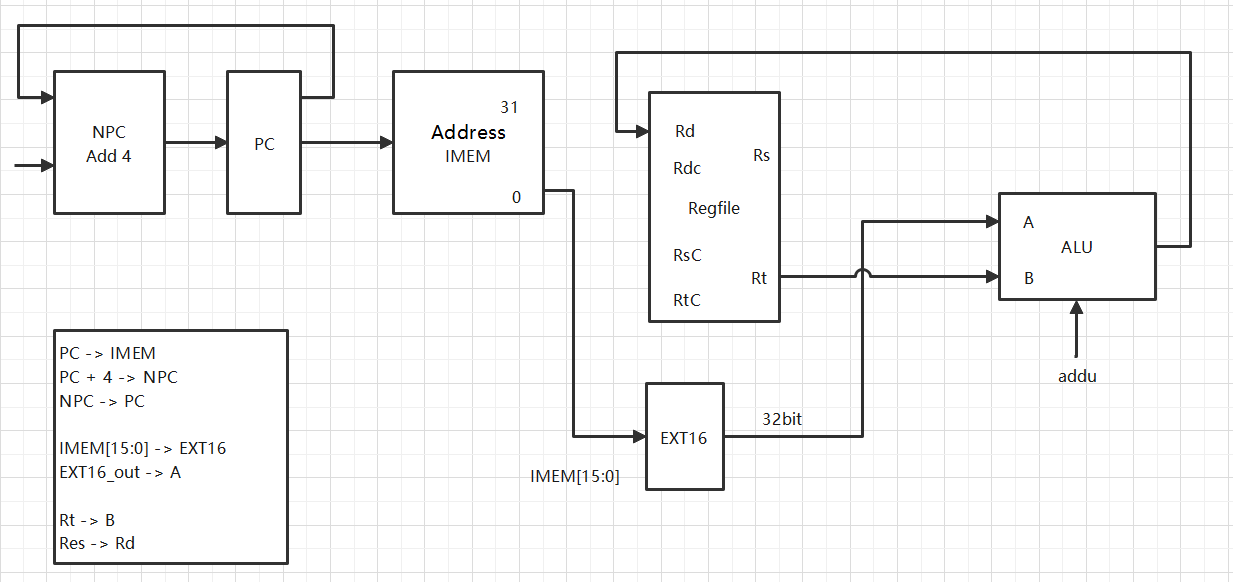 NPC
Add 4
PC
31
Address
IMEM
0
Rd
Rs
Rdc
Regfile
RsC
Rt
RtC
A
ALU
B
addu
PC -> IMEM
PC + 4 -> NPC
NPC -> PC
IMEM[15:0] -> EXT16
EXT16_out -> A
Rt -> B
Res -> Rd
EXT16
32bit
IMEM[15:0]